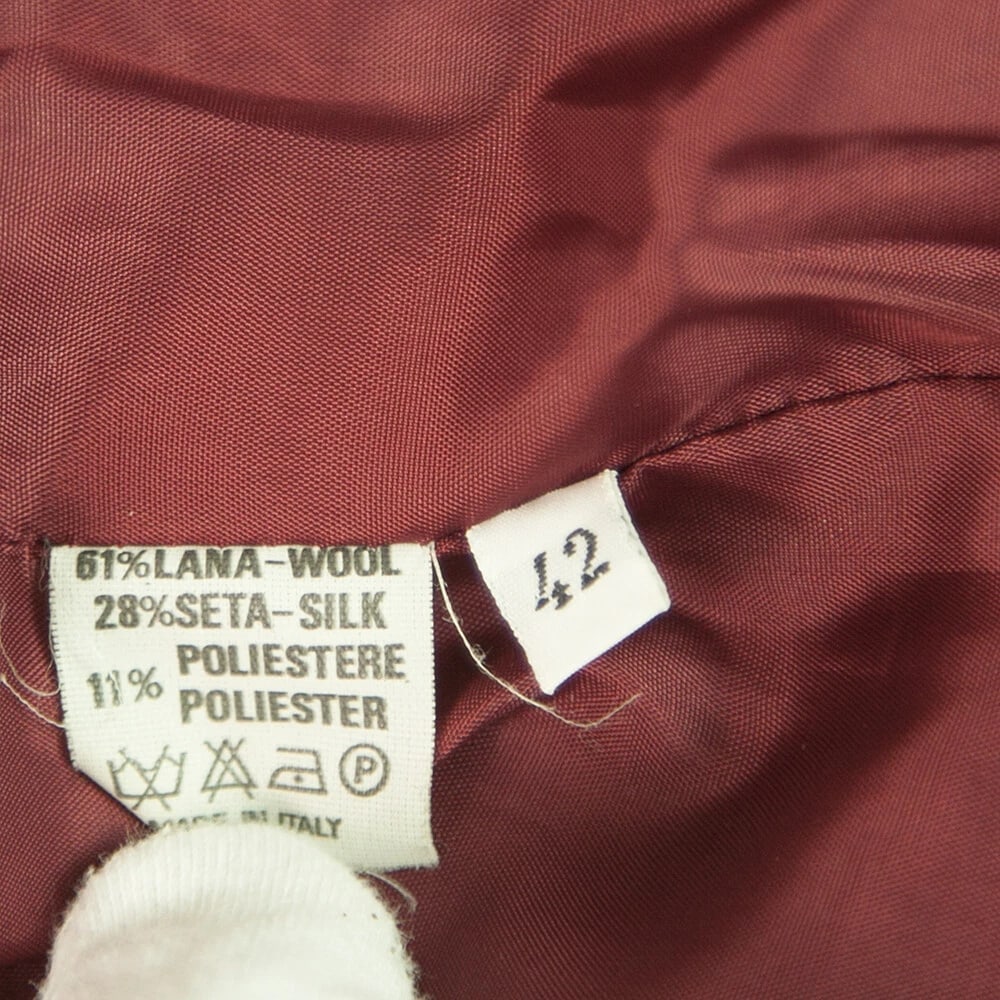 61%LANA-WOOL
28%SETA-SILK
11% POLIESTERE
POLIESTER
P
MADE IN ITALY
42